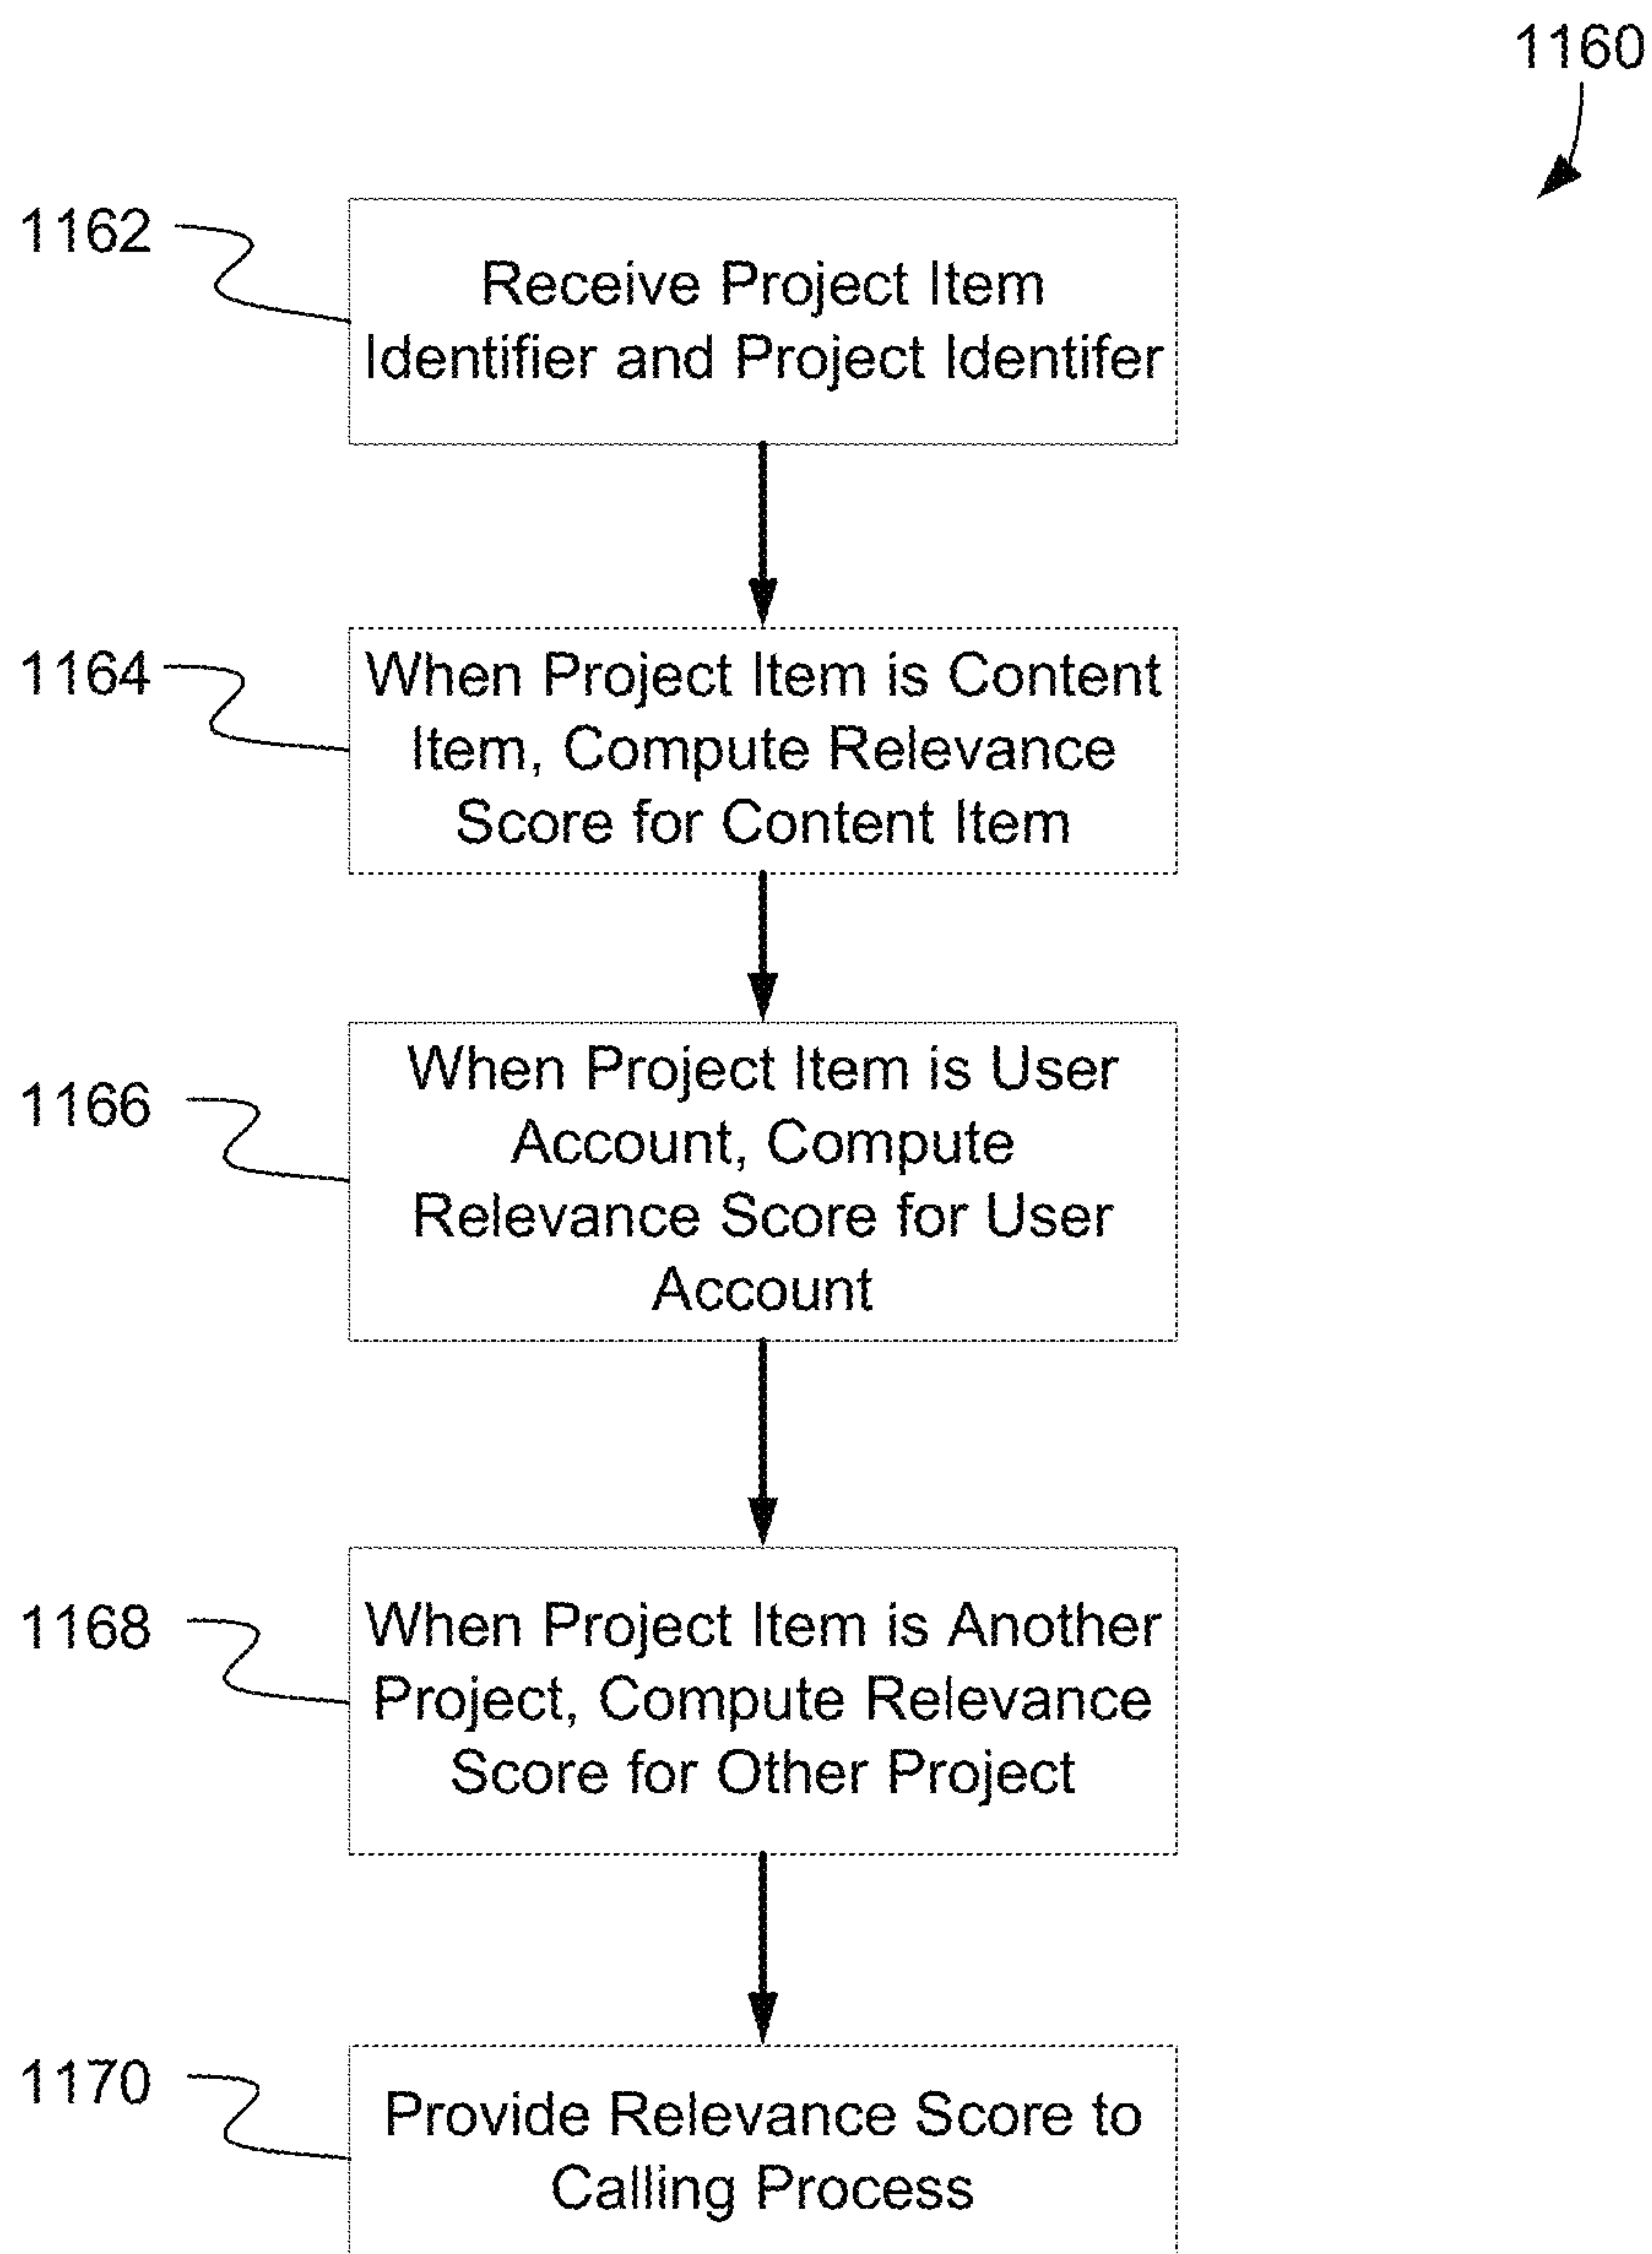 1160
1162
Receive Project Item
Identifier and Project Identifer
1164
When Project Item is Content
Item, Compute Relevance
Score for Content Item
1166
When Project Item is User
Account, Compute
Relevance Score for User
Account
1168
When Project Item is Another
Project, Compute Relevance
Score for Other Project
1170
Provide Relevance Score to
Calling Process